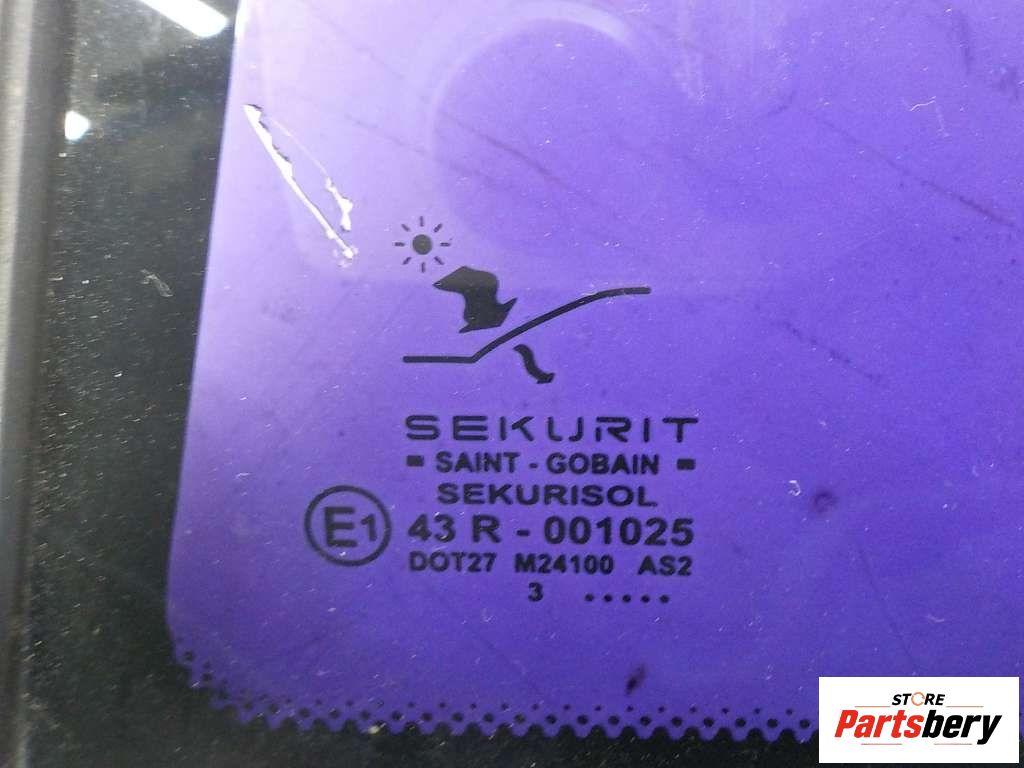 SEKURIT
SAINT - GOBAIN
SEKURISOL
E1 43 R - 001025
DOT27 M24100 AS2
3 .....
STORE
Partsbery